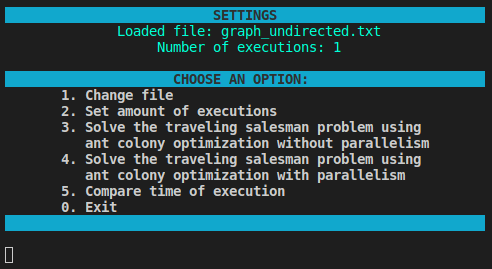 SETTINGS
Loaded file: graph_undirected.txt
Number of executions: 1
CHOOSE AN OPTION:
1. Change file
2. Set amount of executions
3. Solve the traveling salesman problem using
ant colony optimization without parallelism
4. Solve the traveling salesman problem using
ant colony optimization with parallelism
5. Compare time of execution
0. Exit